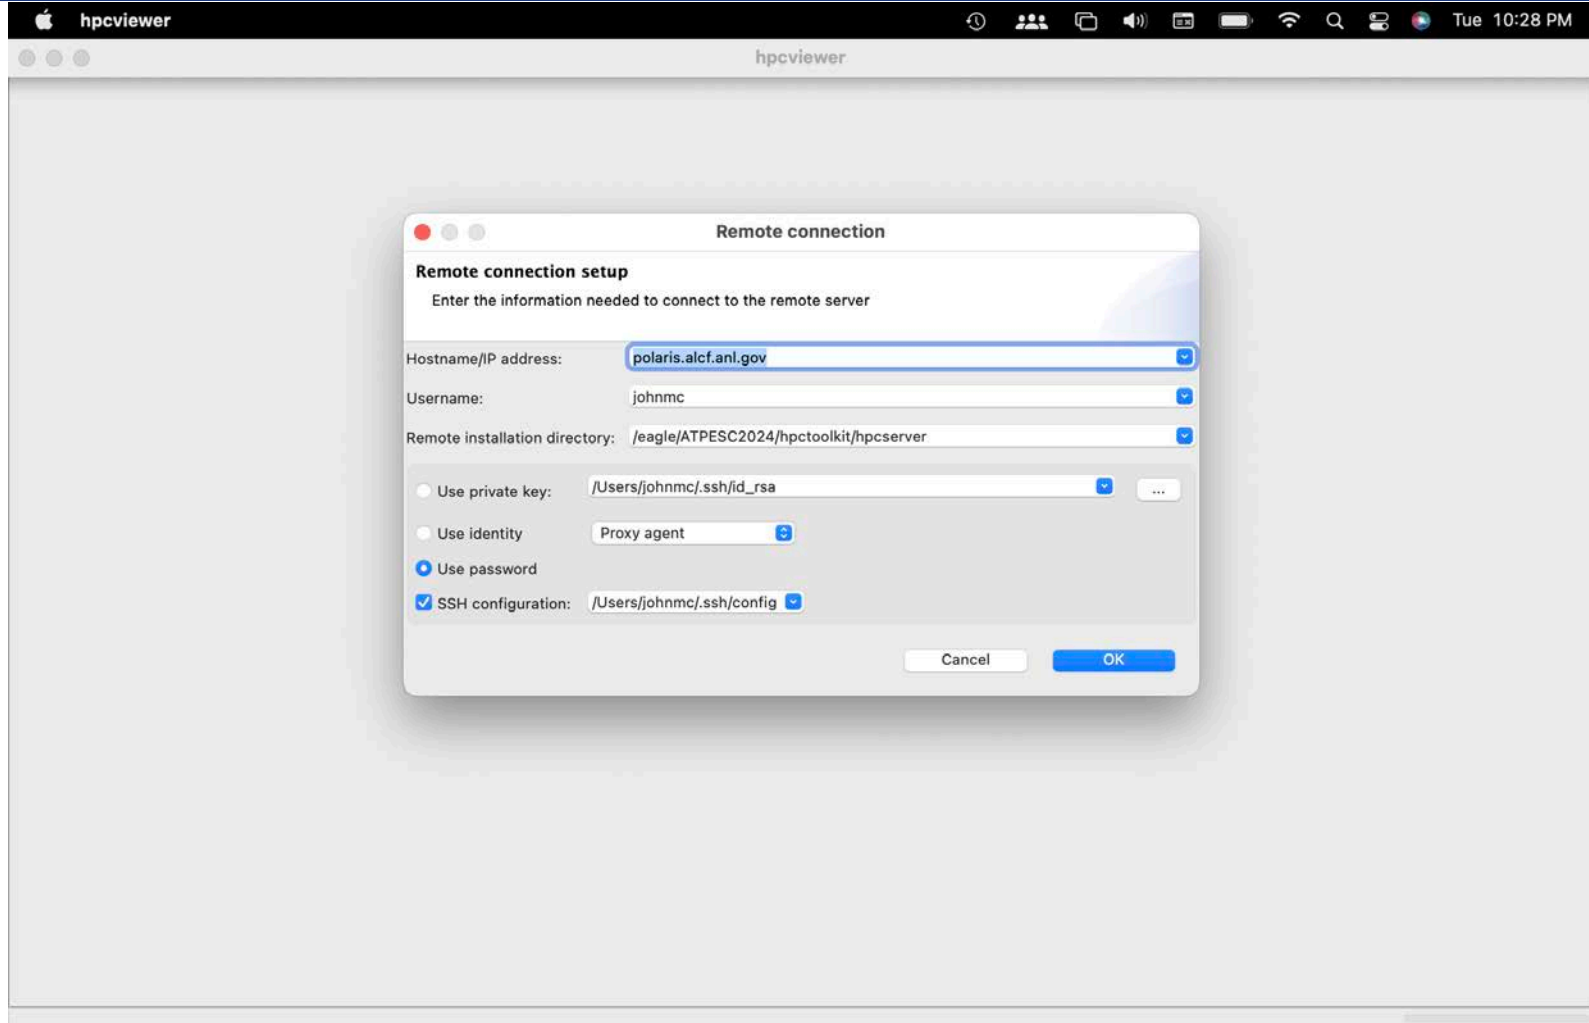 hpcviewer
Tue 10:28 PM
hpcviewer
Remote connection
Remote connection setup
Enter the information needed to connect to the remote server
Hostname/IP address: polaris.alcf.anl.gov
Username: johnmc
Remote installation directory: /eagle/ATPESC2024/hpctoolkit/hpcserver
Use private key: /Users/johnmc/.ssh/id_rsa ...
Use identity Proxy agent
Use password
SSH configuration: /Users/johnmc/.ssh/config
Cancel OK